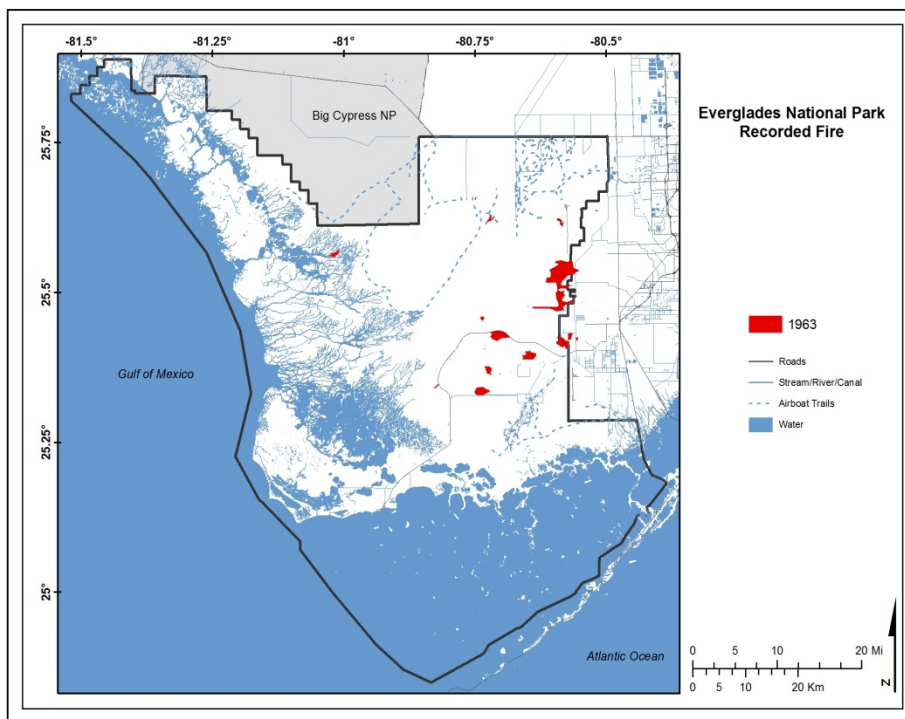 -81.5 -81.25 -81 -80.75 -80.5
Big Cypress NP
Everglades National Park
Recorded Fire
25.75°
25.5°
25.25°
25°
Gulf of Mexico
Atlantic Ocean
1963
Roads
Stream/River/Canal
Airboat Trails
Water
0 5 10 20 Mi
0 5 10 20 Km
N